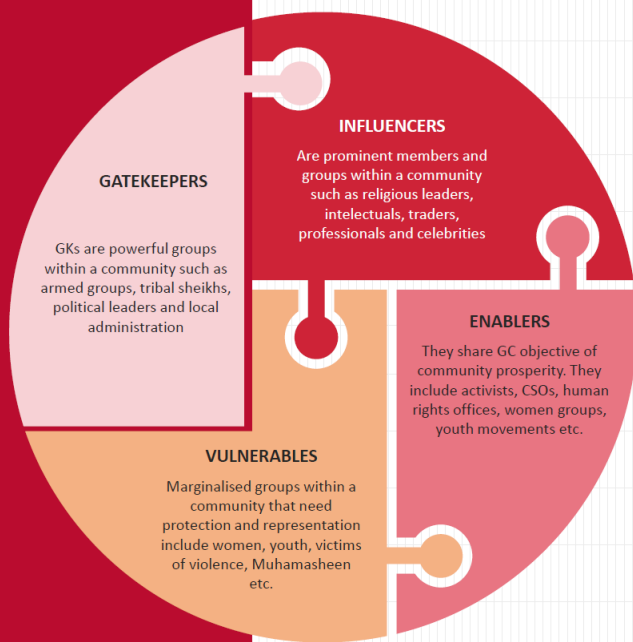 GATEKEEPERS
GKs are powerful groups
within a community such as
armed groups, tribal sheikhs,
political leaders and local
administration
INFLUENCERS
Are prominent members and
groups within a community
such as religious leaders,
intelectuals, traders,
professionals and celebrities
VULNERABLES
Marginalised groups within a
community that need
protection and representation
include women, youth, victims
of violence, Muhamasheen
etc.
ENABLERS
They share GC objective of
community prosperity. They
include activists, CSOs, human
rights offices, women groups,
youth movements etc.